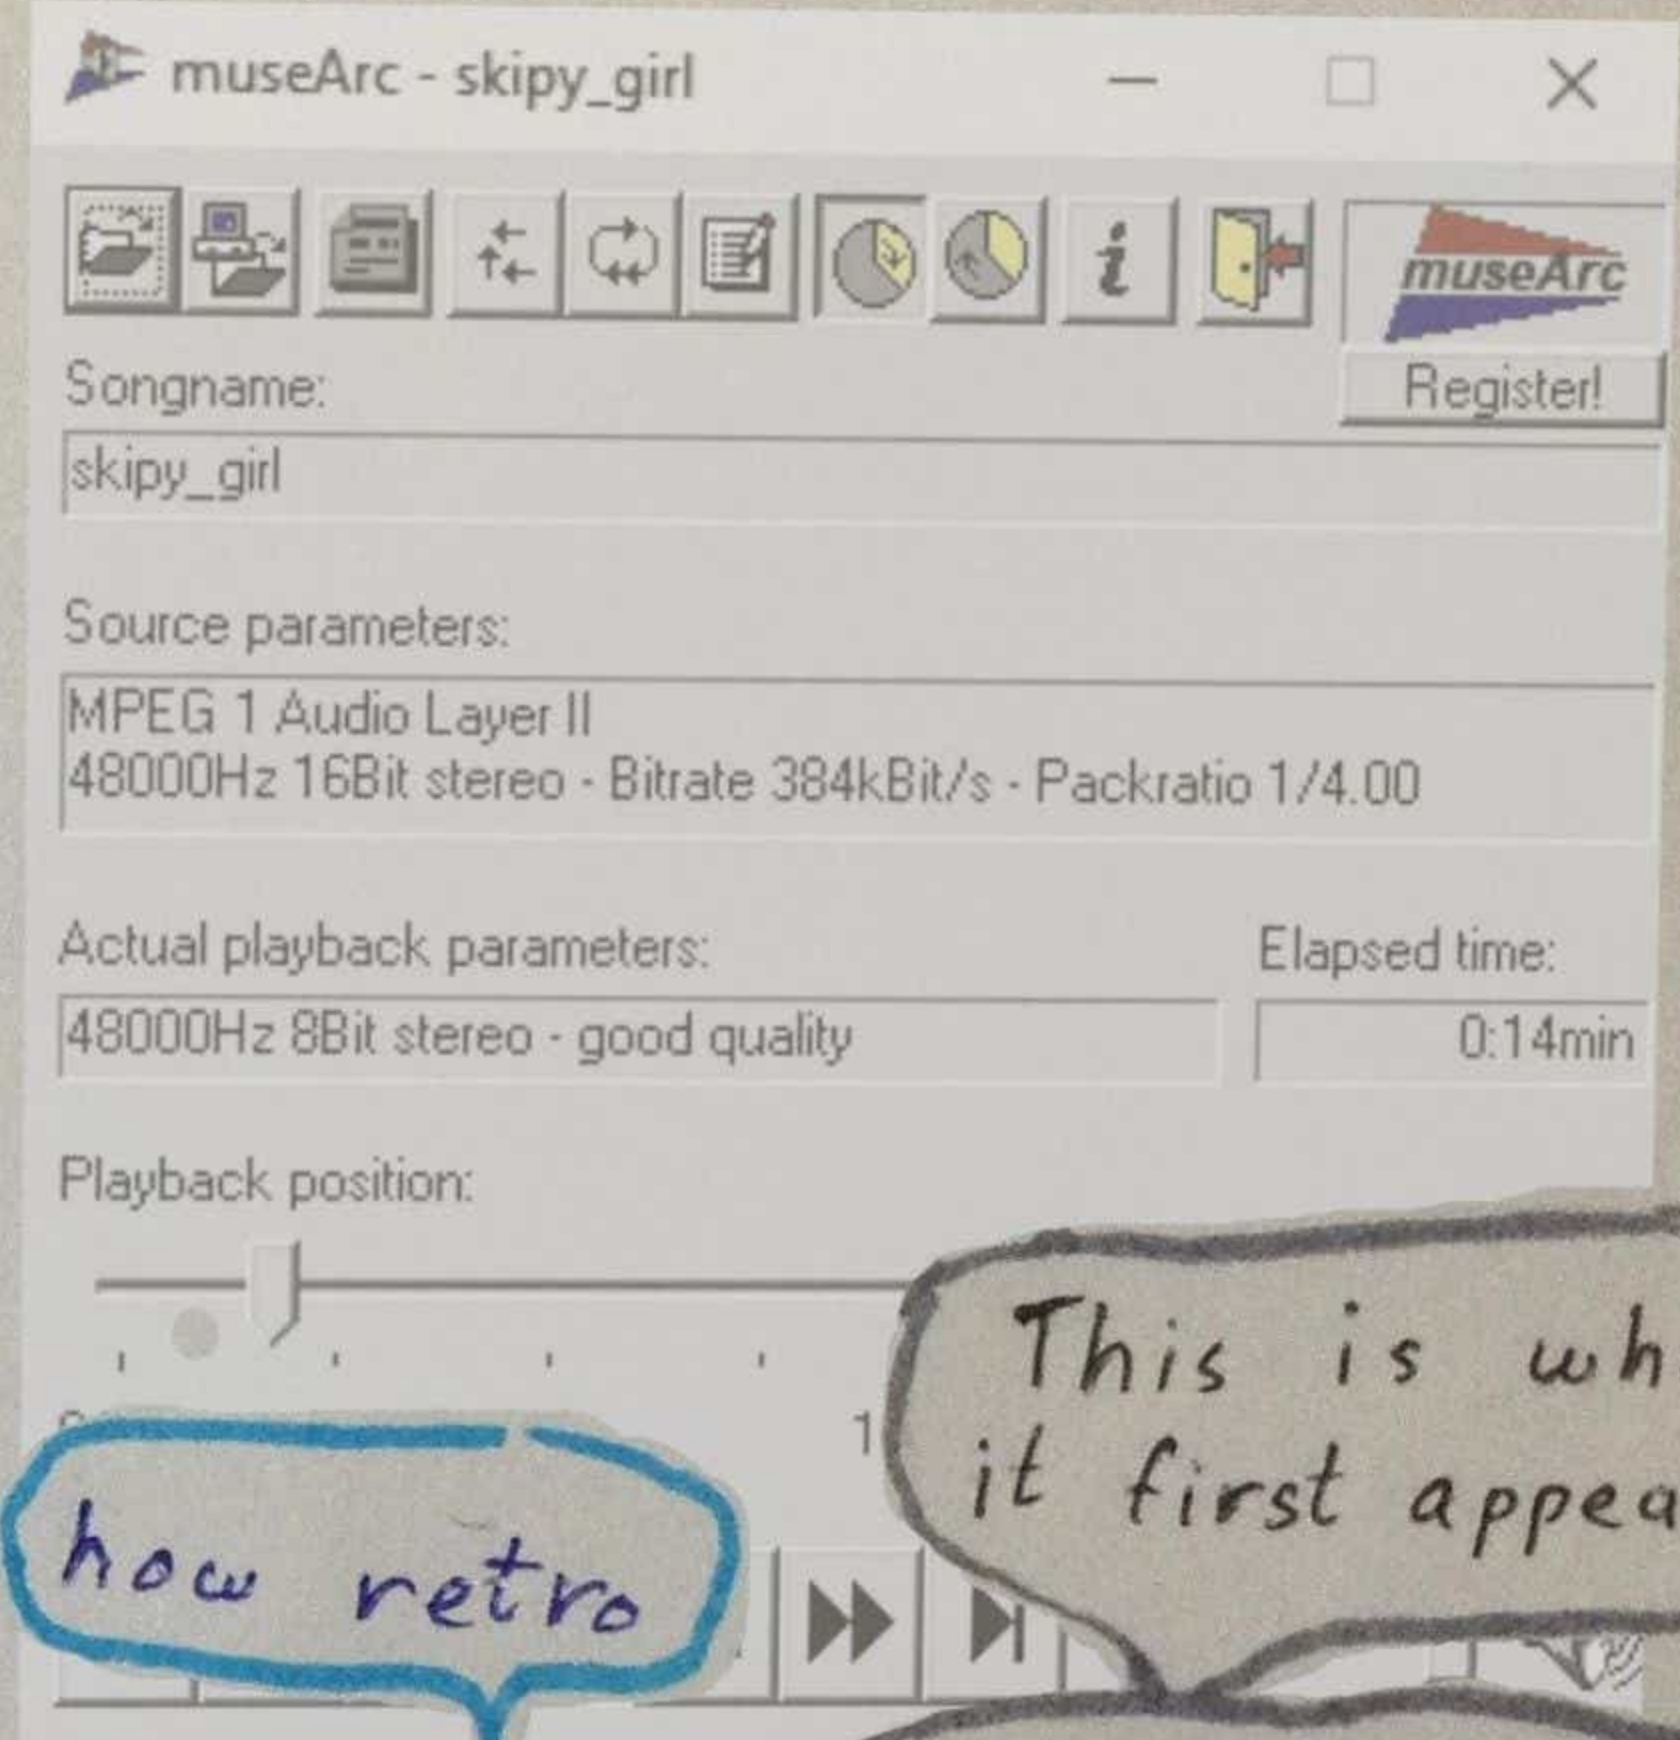 museArc - skipy_girl
museArc
Songname:
Register!
skipy_girl
Source parameters:
MPEG 1 Audio Layer II
48000Hz 16Bit stereo - Bitrate 384kBit/s - Packratio 1/4.00
Actual playback parameters:
Elapsed time:
48000Hz 8Bit stereo - good quality
0:14min
Playback position:
This is
it first
how retro